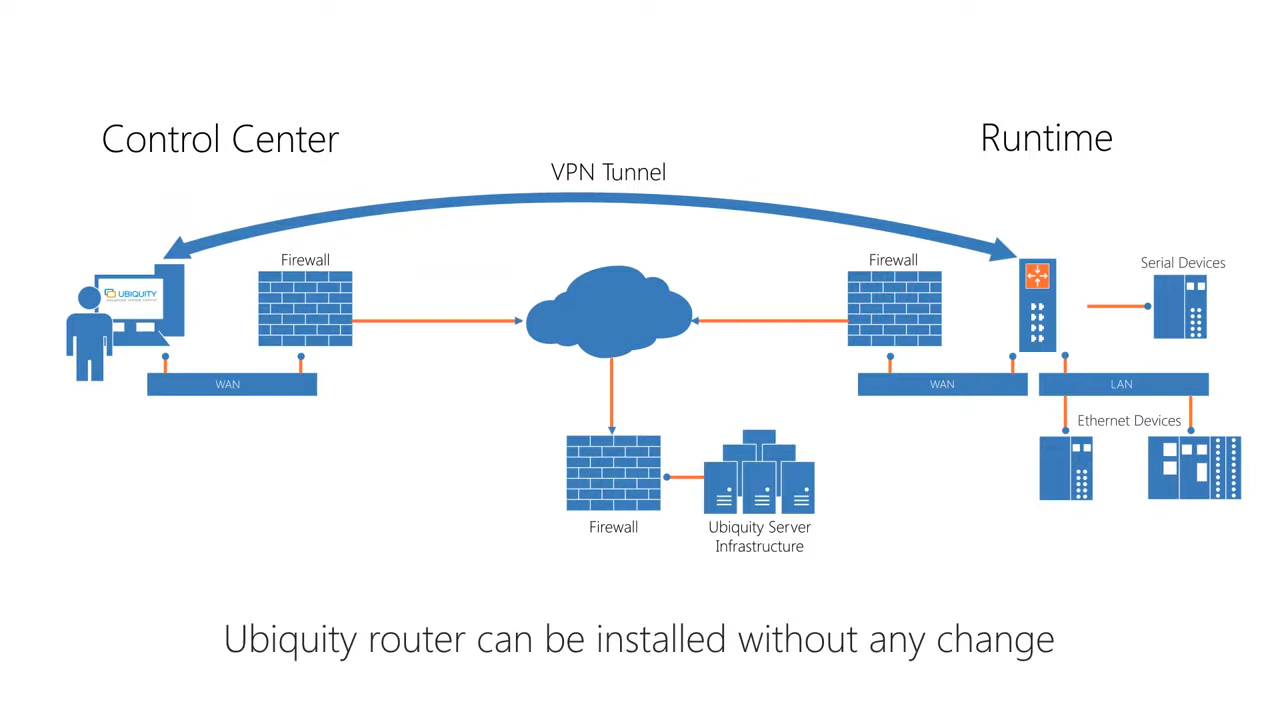 Control Center
Runtime
VPN Tunnel
Firewall
Firewall
Serial Devices
UBIQUITY
WAN
WAN
LAN
Ethernet Devices
Firewall
Ubiquity Server
Infrastructure
Ubiquity router can be installed without any change